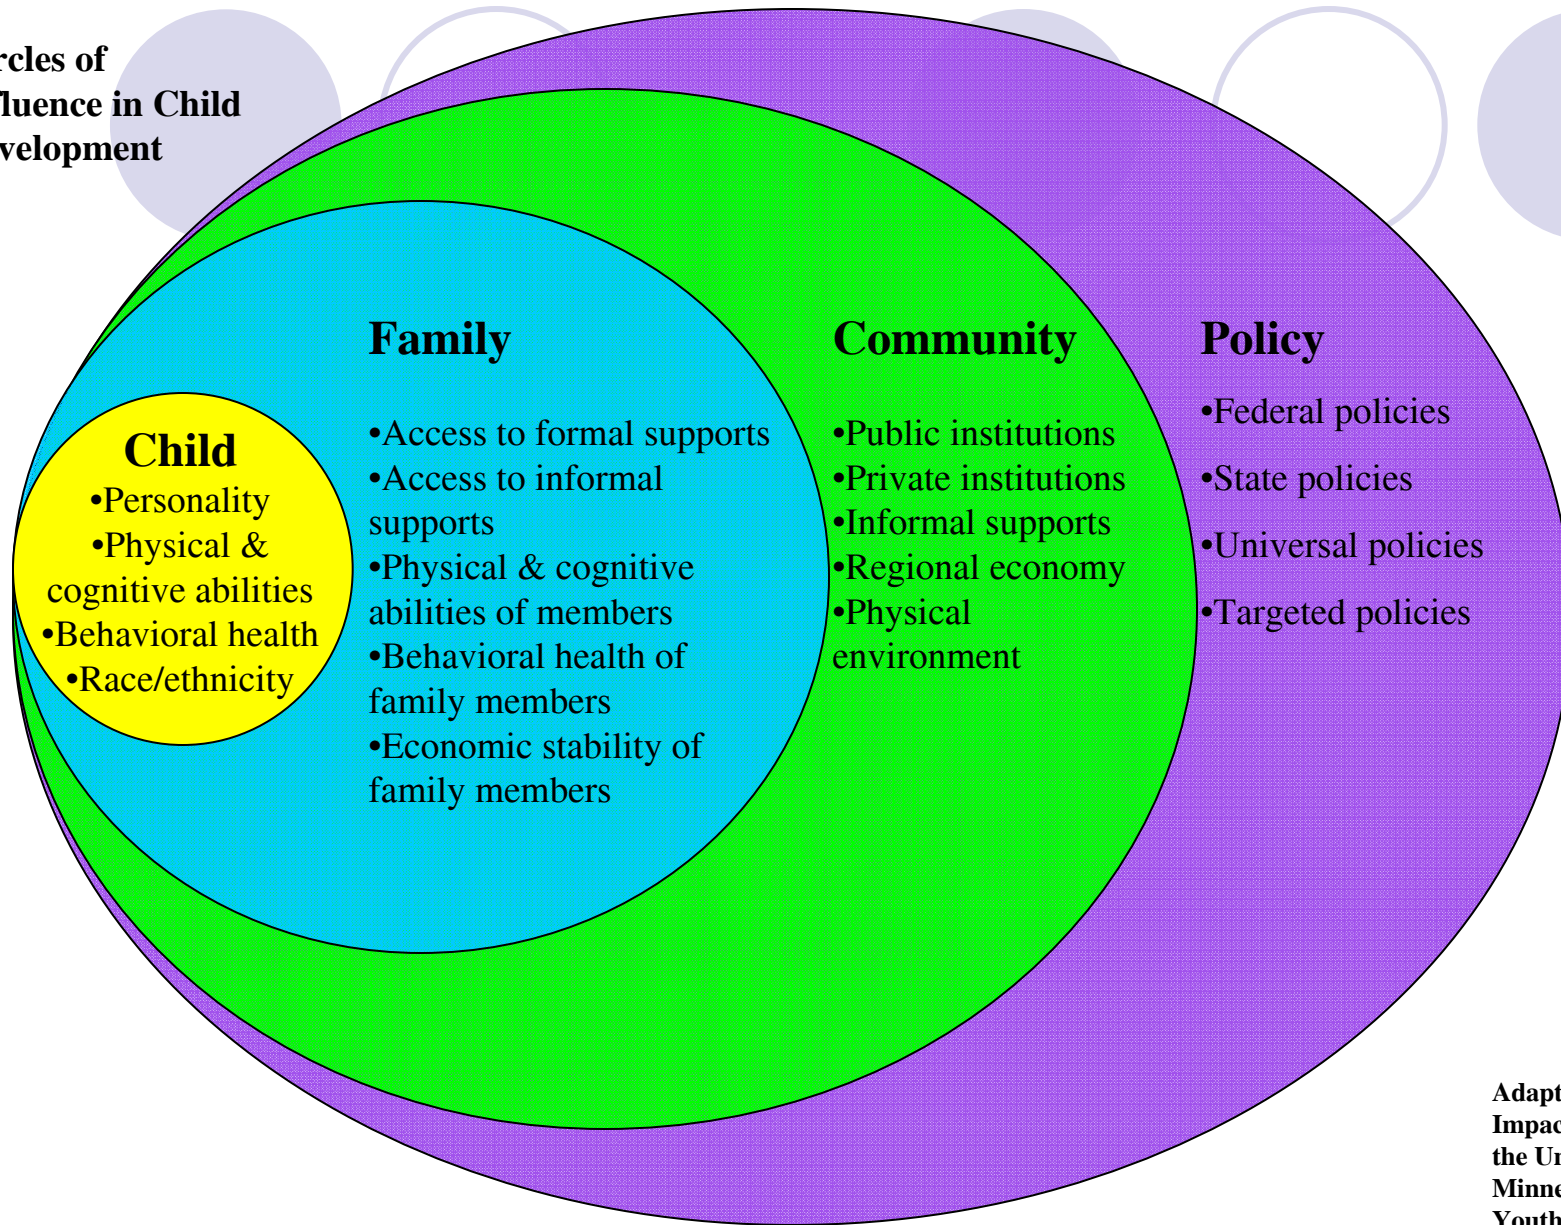 rcles of
fluence in Child
velopment
Family
•Access to formal supports
•Access to informal
supports
•Physical & cognitive
abilities of members
•Behavioral health of
family members
•Economic stability of
family members
Community
•Public institutions
•Private institutions
•Informal supports
•Regional economy
•Physical
environment
Policy
•Federal policies
•State policies
•Universal policies
•Targeted policies
Child
•Personality
•Physical &
cognitive abilities
•Behavioral health
•Race/ethnicity
Adapt
Impac
the Un
Minne
Youth